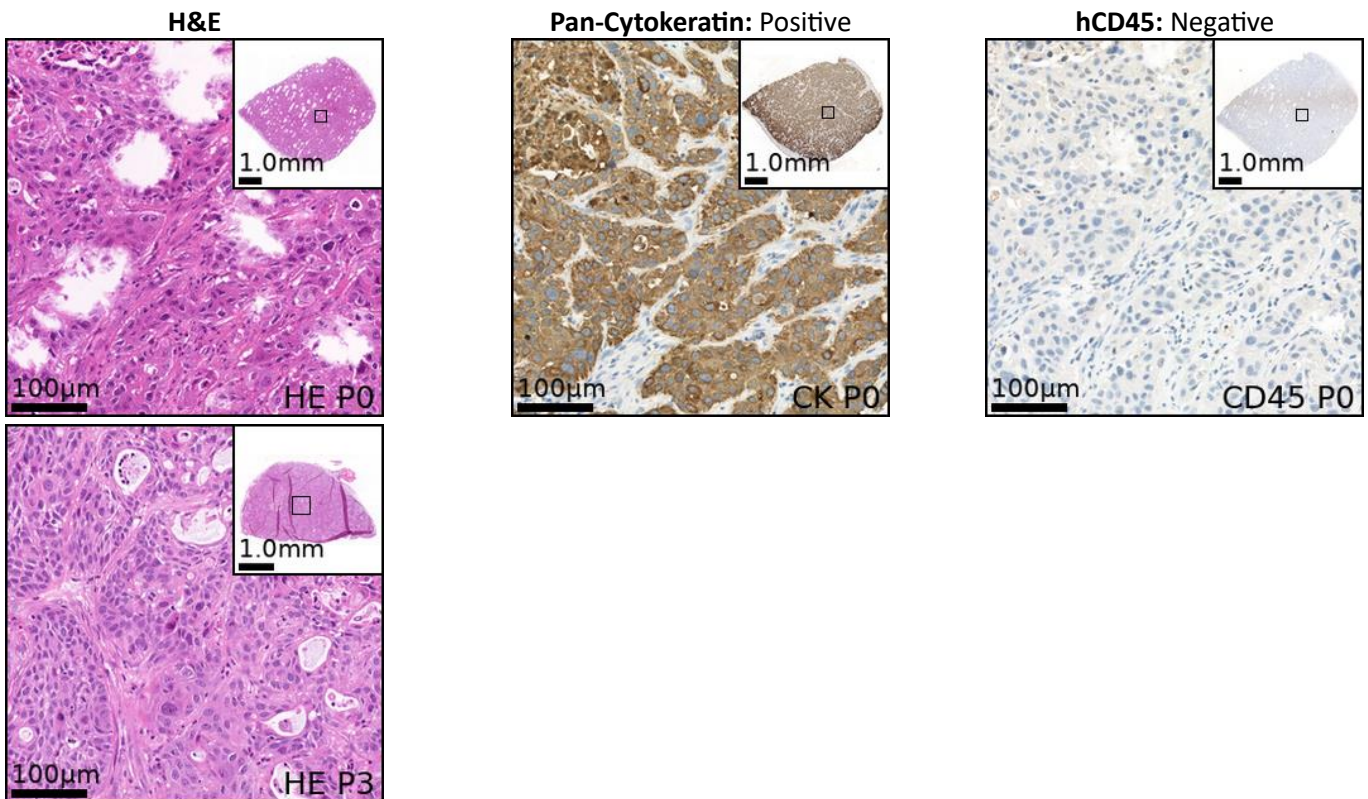 H&E
Pan-Cytokeratin: Positive
hCD45: Negative
1.0mm
100µm
HE P0
1.0mm
100µm
CK P0
1.0mm
100µm
CD45 P0
1.0mm
100µm
HE P3